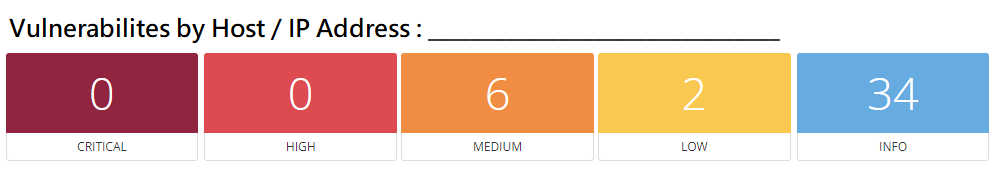 Vulnerabilites by Host / IP Address : ______________________________
0 0 6 2 34
CRITICAL HIGH MEDIUM LOW INFO